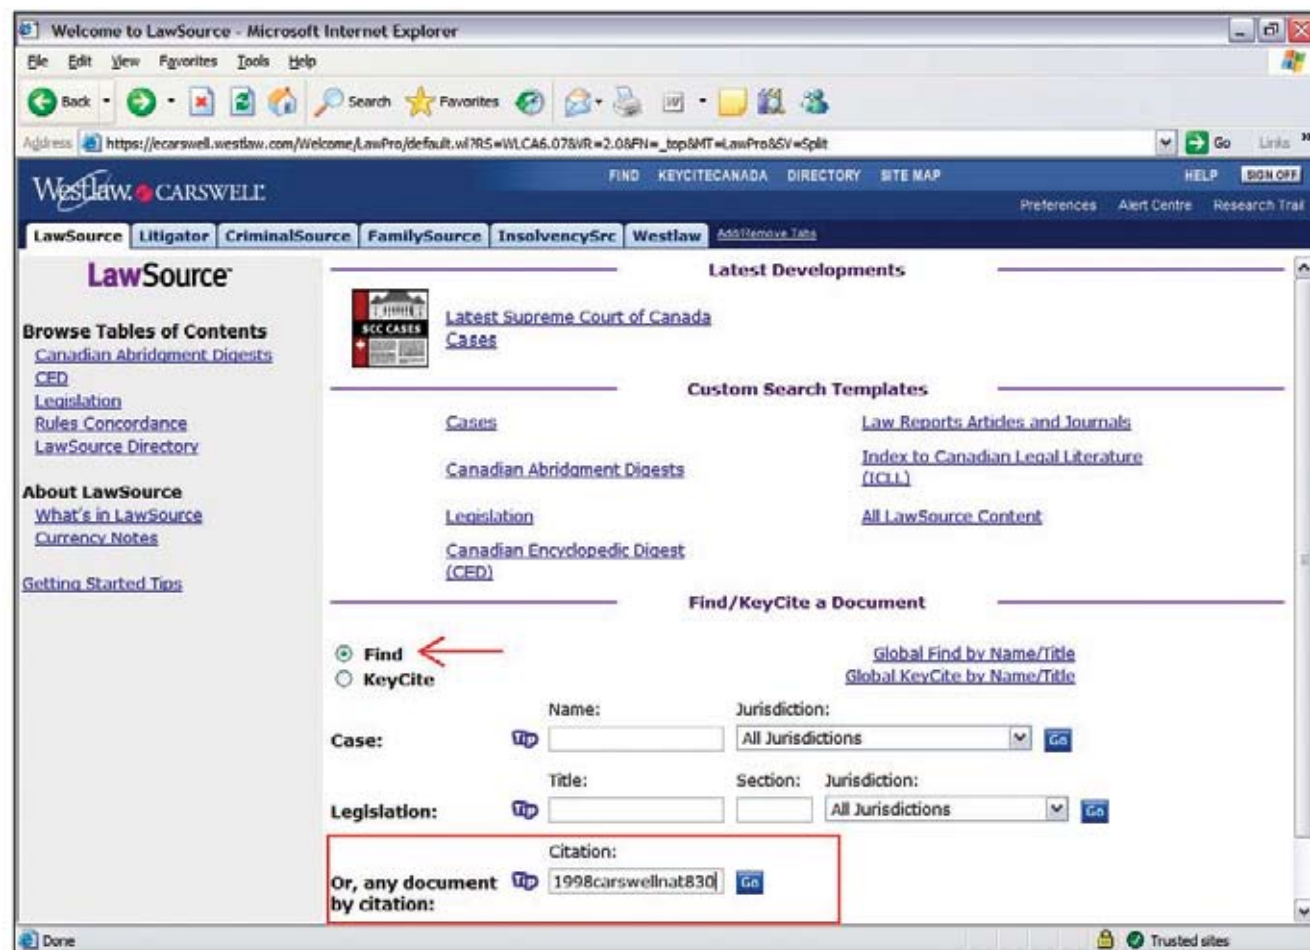 Welcome to LawSource - Microsoft Internet Explorer
File Edit View Favorites Tools Help
Back Search Favorites
Address https://ecarswell.westlaw.com/Welcome/LawPro/default.wl?RS=WLCA6.07&VR=2.0&FN=_top&MT=LawPro&SV=Split Go Links »
Westlaw. CARSWELL
FIND KEYCITECANADA DIRECTORY SITE MAP HELP SIGN OFF
Preferences Alert Centre Research Trail
LawSource Litigator CriminalSource FamilySource InsolvencySrc Westlaw Add/Remove Tabs
LawSource
Browse Tables of Contents
Canadian Abridgment Digests
CED
Legislation
Rules Concordance
LawSource Directory
About LawSource
What's in LawSource
Currency Notes
Getting Started Tips
Latest Developments
SCC CASES
Latest Supreme Court of Canada
Cases
Custom Search Templates
Cases
Law Reports Articles and Journals
Canadian Abridgment Digests
Index to Canadian Legal Literature
(ICLL)
Legislation
All LawSource Content
Canadian Encyclopedic Digest
(CED)
Find/KeyCite a Document
Find
Global Find by Name/Title
KeyCite
Global KeyCite by Name/Title
Name: Jurisdiction:
Case: Tip All Jurisdictions Go
Title: Section: Jurisdiction:
Legislation: Tip All Jurisdictions Go
Citation:
Or, any document Tip 1998carswellnat830 Go
by citation:
Done Trusted sites